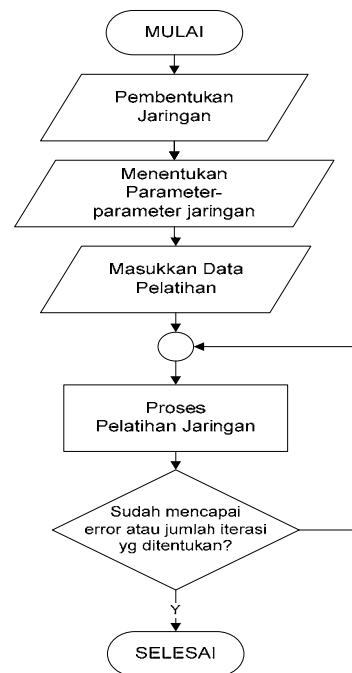 MULAI
Pembentukan
Jaringan
Menentukan
Parameter-
parameter jaringan
Masukkan Data
Pelatihan
Proses
Pelatihan Jaringan
Sudah mencapai
error atau jumlah iterasi
yg ditentukan?
Y
SELESAI